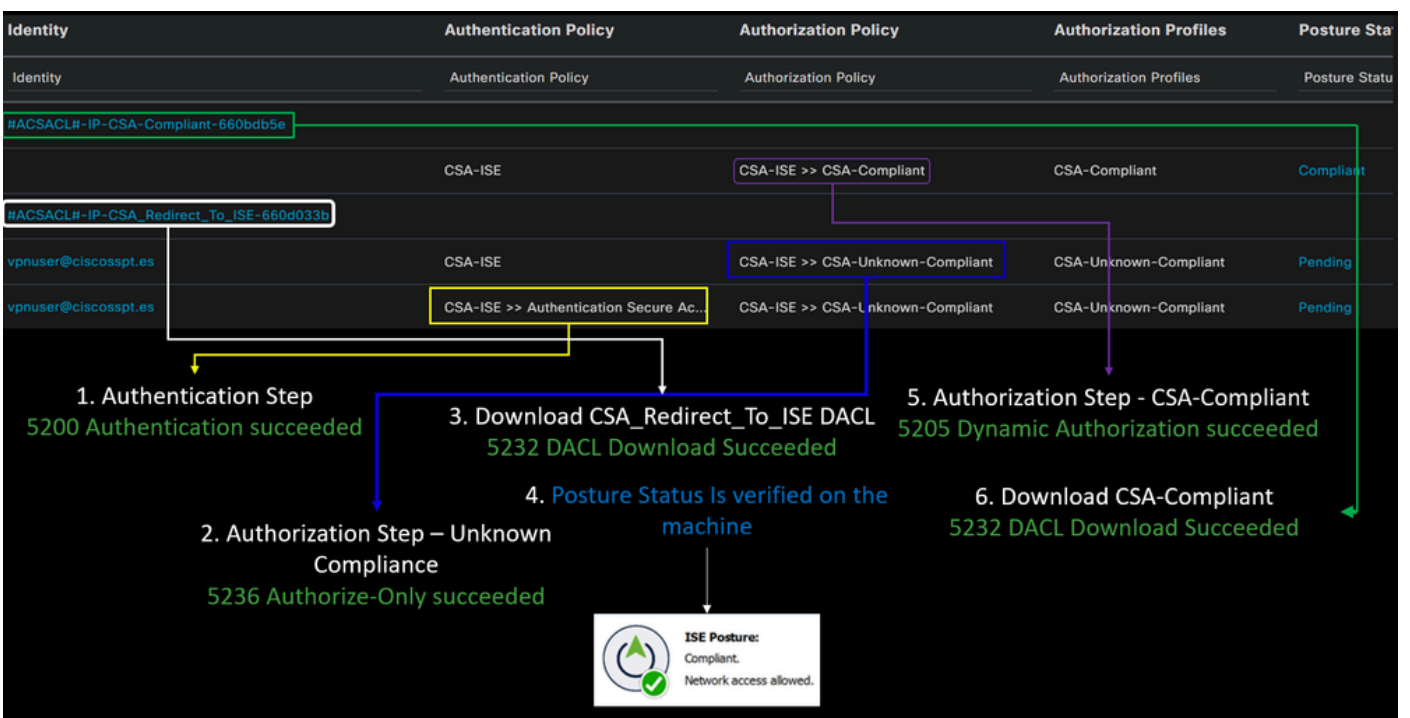 Identity Authentication Policy Authorization Policy Authorization Profiles Posture Sta
Identity Authentication Policy Authorization Policy Authorization Profiles Posture Statu
#ACSACL#-IP-CSA-Compliant-660bdb5e
CSA-ISE CSA-ISE >> CSA-Compliant CSA-Compliant Compliant
#ACSACL#-IP-CSA_Redirect_To_ISE-660d033b
vpnuser@ciscosspt.es CSA-ISE CSA-ISE >> CSA-Unknown-Compliant CSA-Unknown-Compliant Pending
vpnuser@ciscosspt.es CSA-ISE >> Authentication Secure Ac... CSA-ISE >> CSA-Unknown-Compliant CSA-Unknown-Compliant Pending
1. Authentication Step
5200 Authentication succeeded
2. Authorization Step – Unknown
Compliance
5236 Authorize-Only succeeded
3. Download CSA_Redirect_To_ISE DACL
5232 DACL Download Succeeded
4. Posture Status Is verified on the
machine
ISE Posture:
Compliant.
Network access allowed.
5. Authorization Step - CSA-Compliant
5205 Dynamic Authorization succeeded
6. Download CSA-Compliant
5232 DACL Download Succeeded